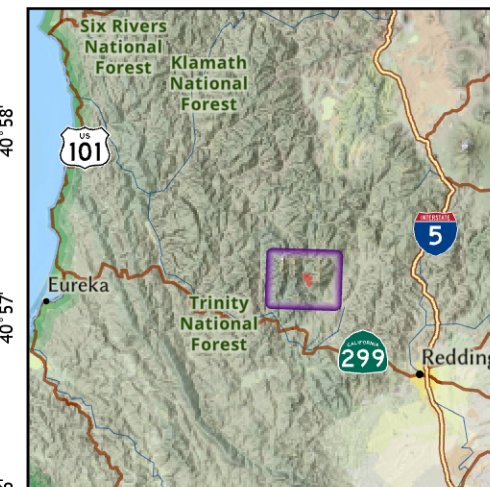 Six Rivers
National
Forest
Klamath
National
Forest
40°58'
US
101
INTERSTATE
5
Eureka
40°57'
Trinity
National
Forest
CALIFORNIA
299
Redding